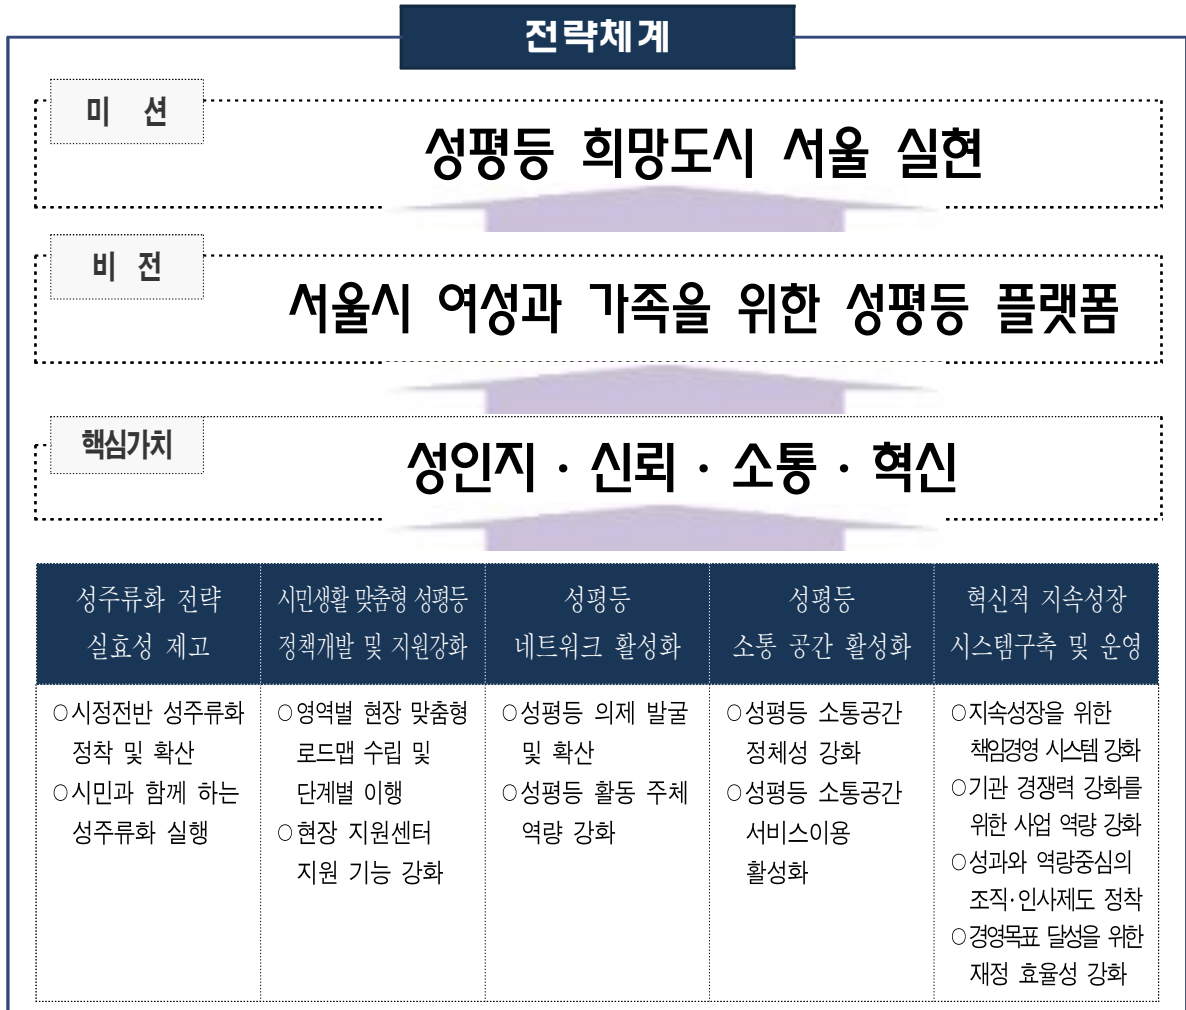 전략체계
미 션
성평등 희망도시 서울 실현
비 전
서울시 여성과 가족을 위한 성평등 플랫폼
핵심가치
성인지 · 신뢰 · 소통 · 혁신
성주류화 전략
실효성 제고
시민생활 맞춤형 성평등
정책개발 및 지원강화
성평등
네트워크 활성화
성평등
소통 공간 활성화
혁신적 지속성장
시스템구축 및 운영
○시정전반 성주류화
정착 및 확산
○시민과 함께 하는
성주류화 실행
○영역별 현장 맞춤형
로드맵 수립 및
단계별 이행
○현장 지원센터
지원 기능 강화
○성평등 의제 발굴
및 확산
○성평등 활동 주체
역량 강화
○성평등 소통공간
정체성 강화
○성평등 소통공간
서비스이용
활성화
○지속성장을 위한
책임경영 시스템 강화
○기관 경쟁력 강화를
위한 사업 역량 강화
○성과와 역량중심의
조직·인사제도 정착
○경영목표 달성을 위한
재정 효율성 강화